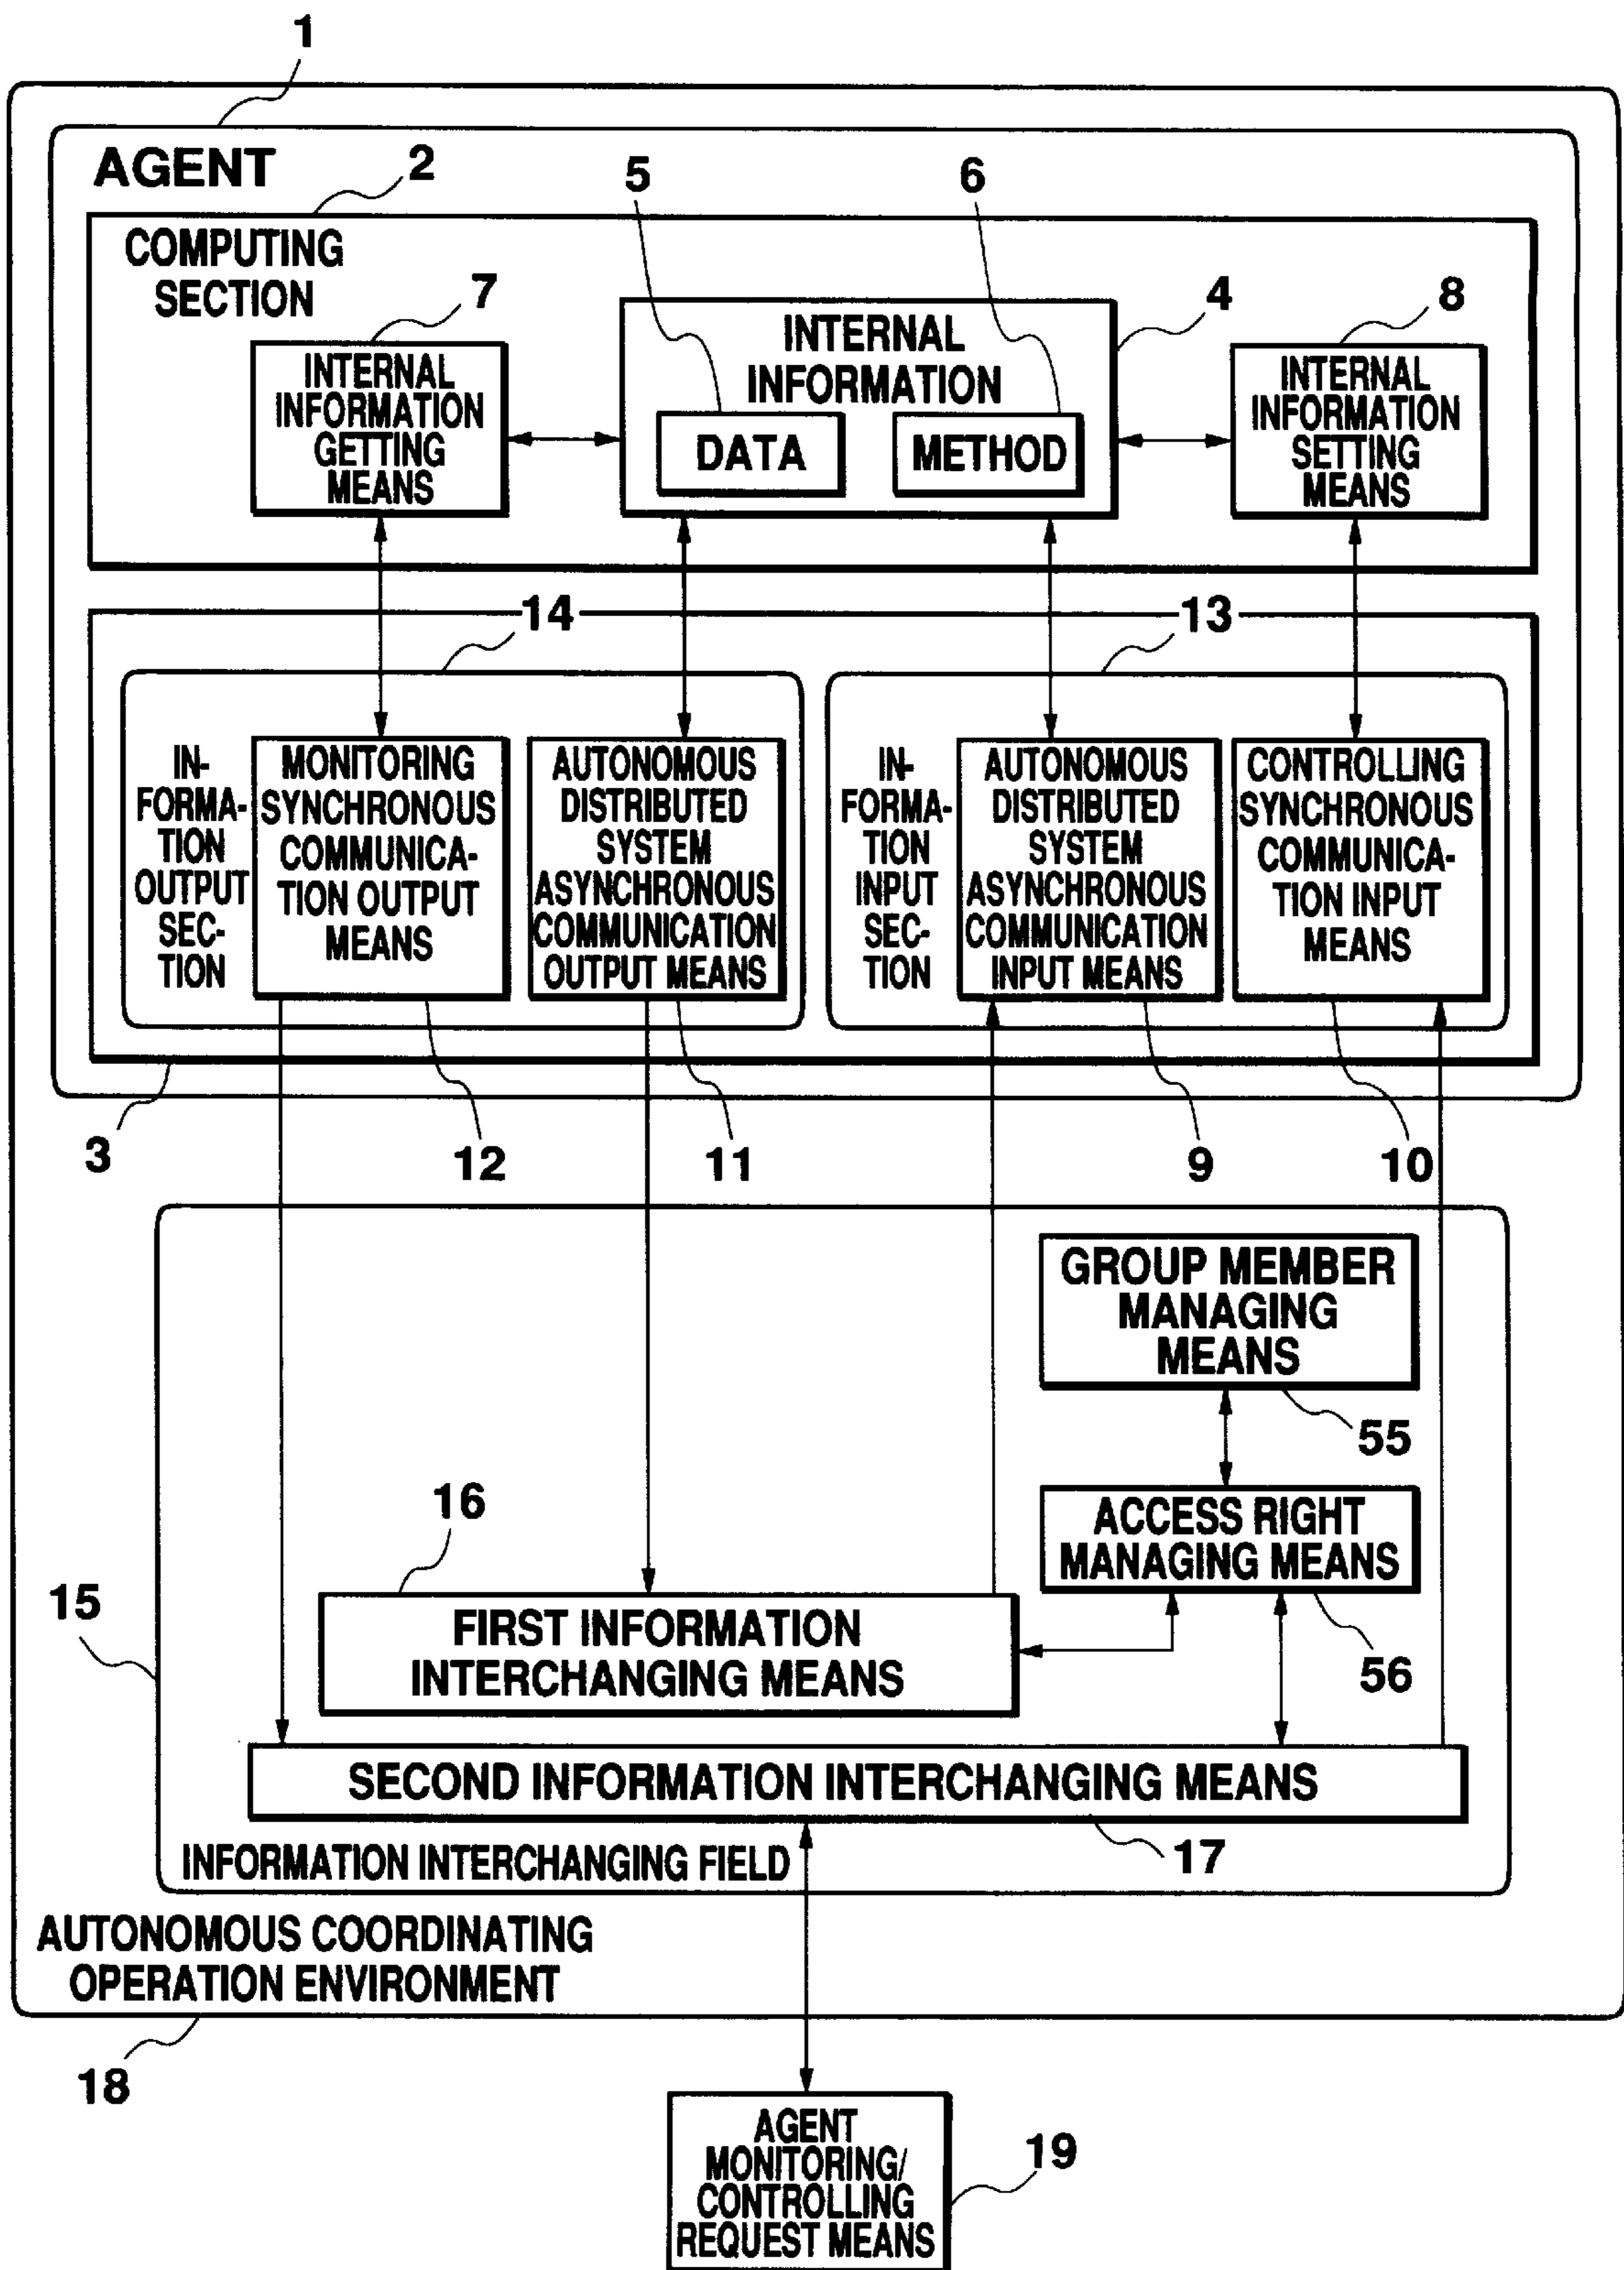 1
AGENT
2
5
6
COMPUTING
SECTION
7
4
8
INTERNAL
INFORMATION
GETTING
MEANS
INTERNAL
INFORMATION
DATA
METHOD
INTERNAL
INFORMATION
SETTING
MEANS
14
13
IN-
FORMA-
TION
OUTPUT
SEC-
TION
MONITORING
SYNCHRONOUS
COMMUNICA-
TION OUTPUT
MEANS
AUTONOMOUS
DISTRIBUTED
SYSTEM
ASYNCHRONOUS
COMMUNICATION
OUTPUT MEANS
IN-
FORMA-
TION
INPUT
SEC-
TION
AUTONOMOUS
DISTRIBUTED
SYSTEM
ASYNCHRONOUS
COMMUNICATION
INPUT MEANS
CONTROLLING
SYNCHRONOUS
COMMUNICA-
TION INPUT
MEANS
3
12
11
9
10
GROUP MEMBER
MANAGING
MEANS
55
16
ACCESS RIGHT
MANAGING MEANS
15
56
FIRST INFORMATION
INTERCHANGING MEANS
SECOND INFORMATION INTERCHANGING MEANS
17
INFORMATION INTERCHANGING FIELD
AUTONOMOUS COORDINATING
OPERATION ENVIRONMENT
18
AGENT
MONITORING/
CONTROLLING
REQUEST MEANS
19